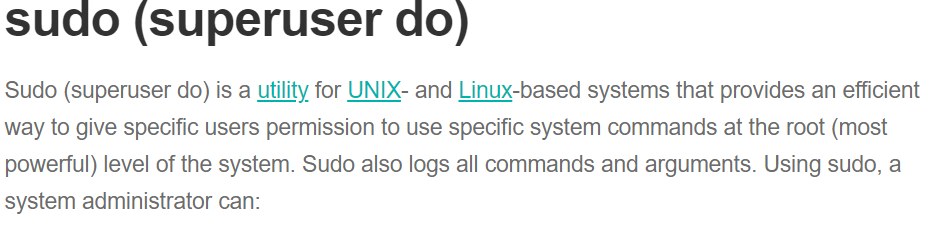 sudo (superuser do)
Sudo (superuser do) is a utility for UNIX- and Linux-based systems that provides an efficient
way to give specific users permission to use specific system commands at the root (most
powerful) level of the system. Sudo also logs all commands and arguments. Using sudo, a
system administrator can: